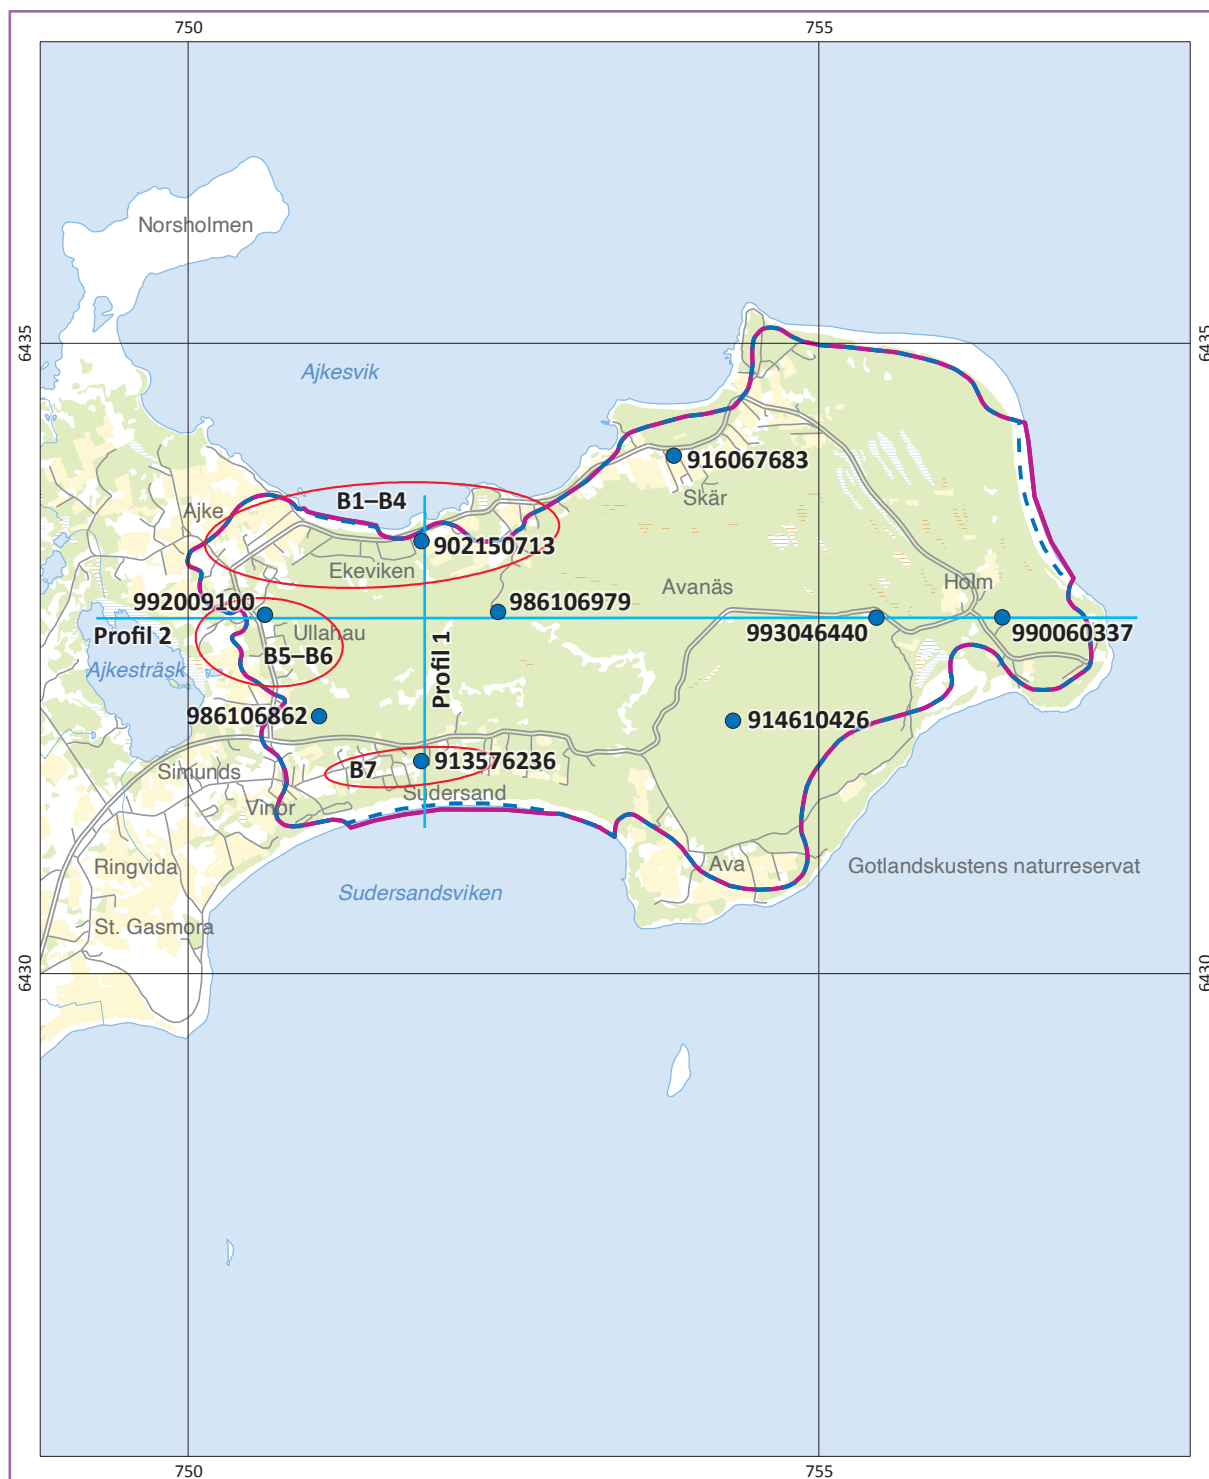 750
755
Norsholmen
6435
6435
Ajkesvik
916067683
Skär
B1–B4
Ajke
902150713
Ekeviken
Avanäs
Holm
992009100
986106979
Profil 2
Ullahau
993046440
990060337
B5–B6
Ajkesträsk
Profil 1
986106862
914610426
913576236
B7
Simunds
Sudersand
Vinor
Ringvida
Ava
Gotlandskustens naturreservat
Sudersandsviken
St. Gasmora
6430
6430
750
755